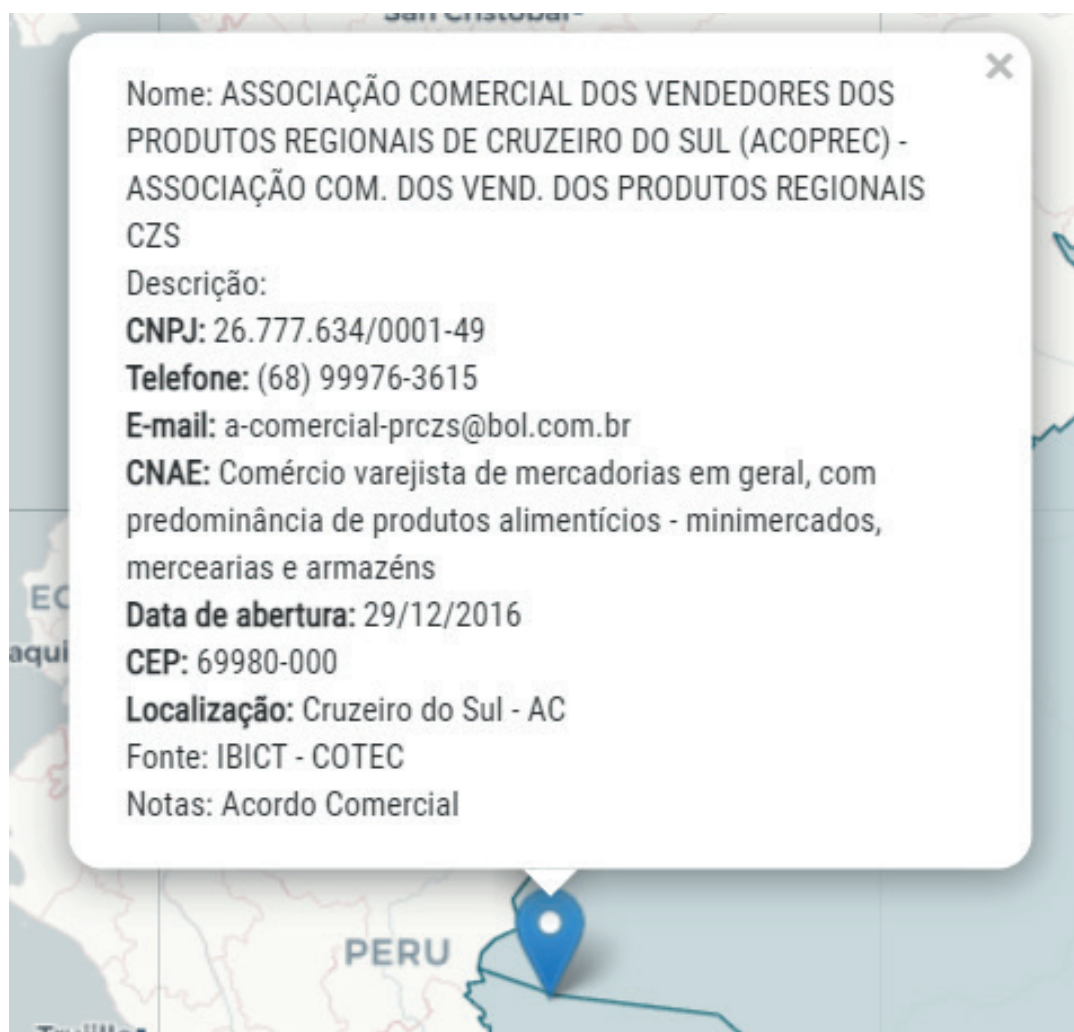 Nome: ASSOCIAÇÃO COMERCIAL DOS VENDEDORES DOS
PRODUTOS REGIONAIS DE CRUZEIRO DO SUL (ACOPREC) -
ASSOCIAÇÃO COM. DOS VEND. DOS PRODUTOS REGIONAIS
CZS
Descrição:
CNPJ: 26.777.634/0001-49
Telefone: (68) 99976-3615
E-mail: a-comercial-prczs@bol.com.br
CNAE: Comércio varejista de mercadorias em geral, com
predominância de produtos alimentícios - minimercados,
mercearias e armazéns
Data de abertura: 29/12/2016
CEP: 69980-000
Localização: Cruzeiro do Sul - AC
Fonte: IBICT - COTEC
Notas: Acordo Comercial
PERU